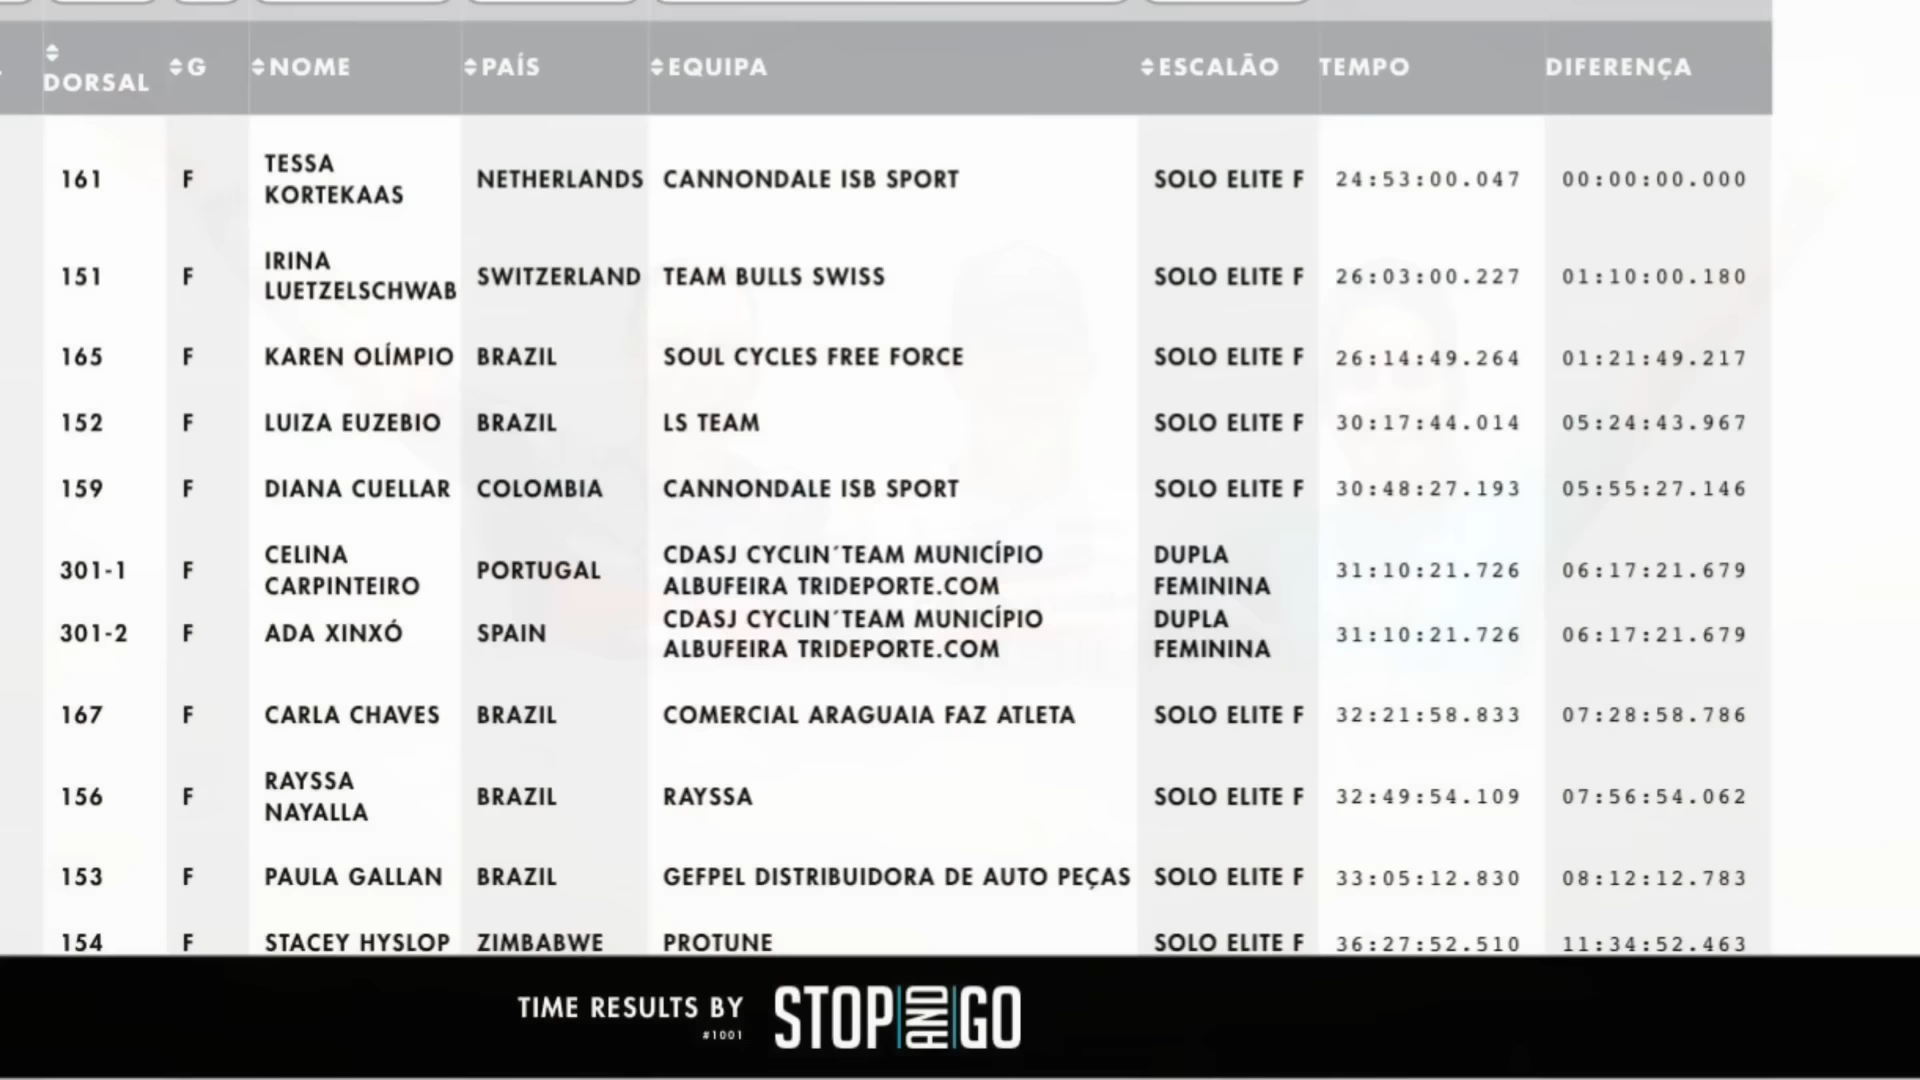 DORSAL G NOME PAÍS EQUIPA ESCALÃO TEMPO DIFERENÇA
161 F TESSA KORTEKAAS NETHERLANDS CANNONDALE ISB SPORT SOLO ELITE F 24:53:00.047 00:00:00.000
151 F IRINA LUETZELSCHWAB SWITZERLAND TEAM BULLS SWISS SOLO ELITE F 26:03:00.227 01:10:00.180
165 F KAREN OLÍMPIO BRAZIL SOUL CYCLES FREE FORCE SOLO ELITE F 26:14:49.264 01:21:49.217
152 F LUIZA EUZEBIO BRAZIL LS TEAM SOLO ELITE F 30:17:44.014 05:24:43.967
159 F DIANA CUELLAR COLOMBIA CANNONDALE ISB SPORT SOLO ELITE F 30:48:27.193 05:55:27.146
301-1 F CELINA CARPINTEIRO PORTUGAL CDASJ CYCLIN´TEAM MUNICÍPIO ALBUFEIRA TRIDEPORTE.COM DUPLA FEMININA 31:10:21.726 06:17:21.679
301-2 F ADA XINXÓ SPAIN CDASJ CYCLIN´TEAM MUNICÍPIO ALBUFEIRA TRIDEPORTE.COM DUPLA FEMININA 31:10:21.726 06:17:21.679
167 F CARLA CHAVES BRAZIL COMERCIAL ARAGUAIA FAZ ATLETA SOLO ELITE F 32:21:58.833 07:28:58.786
156 F RAYSSA NAYALLA BRAZIL RAYSSA SOLO ELITE F 32:49:54.109 07:56:54.062
153 F PAULA GALLAN BRAZIL GEFPEL DISTRIBUIDORA DE AUTO PEÇAS SOLO ELITE F 33:05:12.830 08:12:12.783
154 F STACEY HYSLOP ZIMBABWE PROTUNE SOLO ELITE F 36:27:52.510 11:34:52.463
TIME RESULTS BY STOP AND GO
#1001